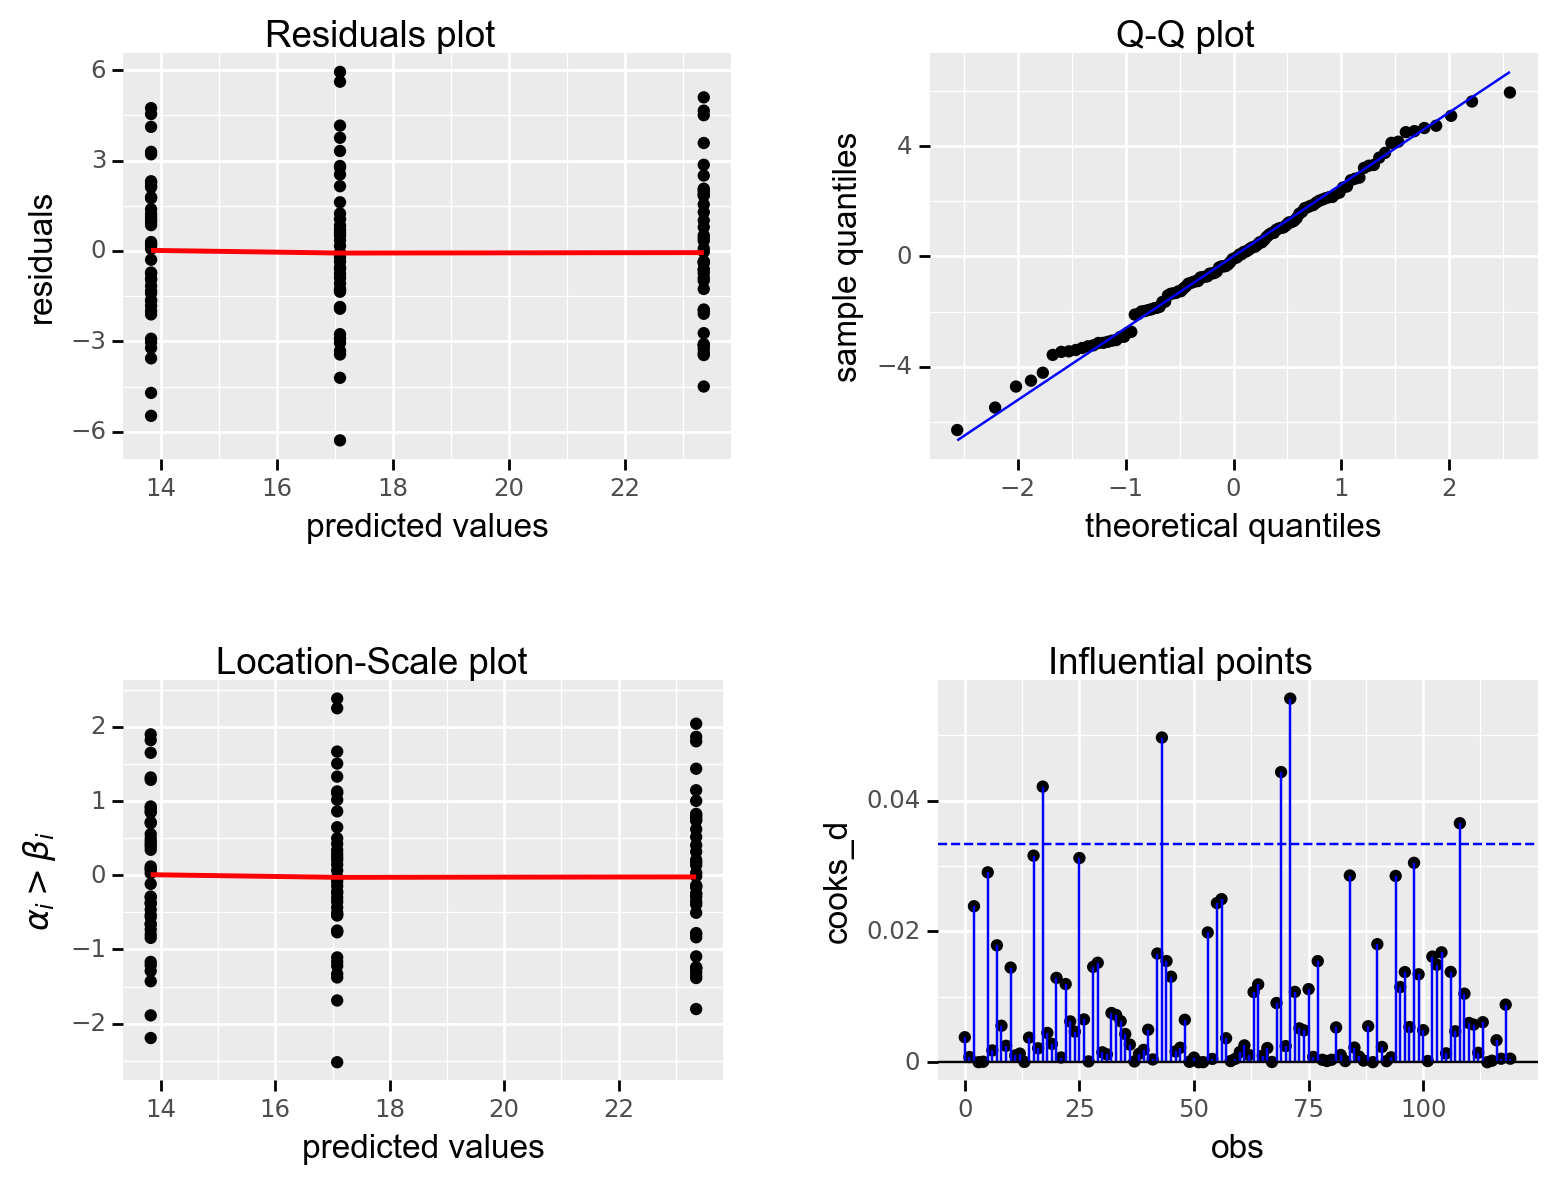 Residuals plot
6
3
0
−3
−6
residuals
14 16 18 20 22
predicted values
Q-Q plot
4
0
−4
sample quantiles
−2 −1 0 1 2
theoretical quantiles
Location-Scale plot
2
1
0
−1
−2
αᵢ > βᵢ
14 16 18 20 22
predicted values
Influential points
0.04
0.02
0
cooks_d
0 25 50 75 100
obs